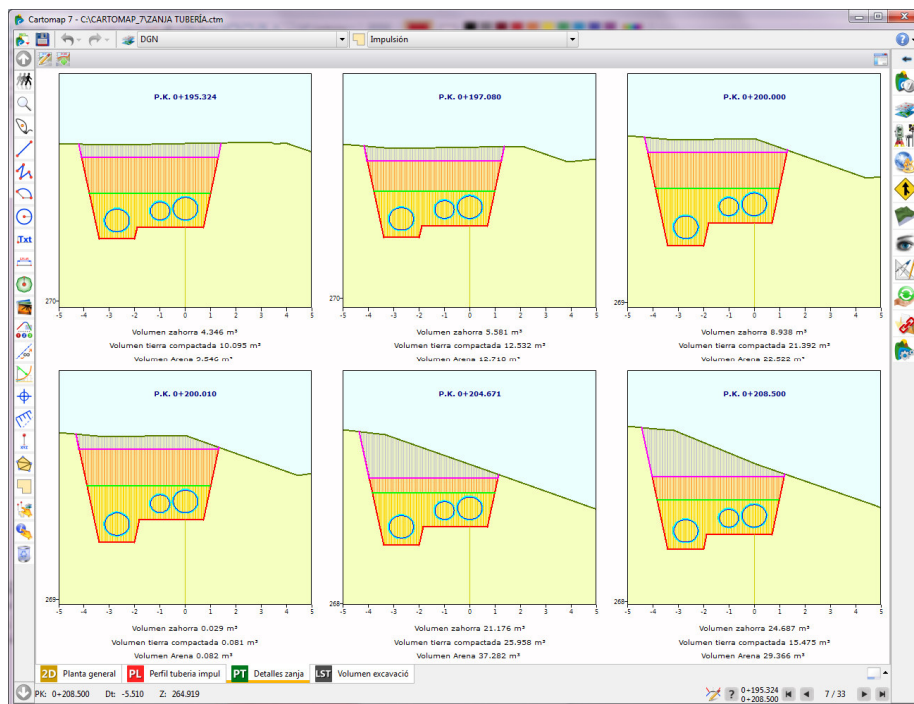 Cartomap 7 - C:\CARTOMAP_7\ZANJA TUBERÍA.ctm
DGN Impulsión
.Txt
P.K. 0+195.324
270
-5 -4 -3 -2 -1 0 1 2 3 4 5
Volumen zahorra 4.346 m³
Volumen tierra compactada 10.095 m³
Volumen Arena 9.546 m³
P.K. 0+197.080
270
-5 -4 -3 -2 -1 0 1 2 3 4 5
Volumen zahorra 5.581 m³
Volumen tierra compactada 12.532 m³
Volumen Arena 12.710 m³
P.K. 0+200.000
269
-5 -4 -3 -2 -1 0 1 2 3 4 5
Volumen zahorra 8.938 m³
Volumen tierra compactada 21.392 m³
Volumen Arena 22.522 m³
P.K. 0+200.010
269
-5 -4 -3 -2 -1 0 1 2 3 4 5
Volumen zahorra 0.029 m³
Volumen tierra compactada 0.081 m³
Volumen Arena 0.082 m³
P.K. 0+204.671
268
-5 -4 -3 -2 -1 0 1 2 3 4 5
Volumen zahorra 21.176 m³
Volumen tierra compactada 25.958 m³
Volumen Arena 37.282 m³
P.K. 0+208.500
268
-5 -4 -3 -2 -1 0 1 2 3 4 5
Volumen zahorra 24.687 m³
Volumen tierra compactada 15.475 m³
Volumen Arena 29.366 m³
2D Planta general PL Perfil tuberia impul PT Detalles zanja LST Volumen excavació
PK: 0+208.500 Dt: -5.510 Z: 264.919
0+195.324
0+208.500
7 / 33